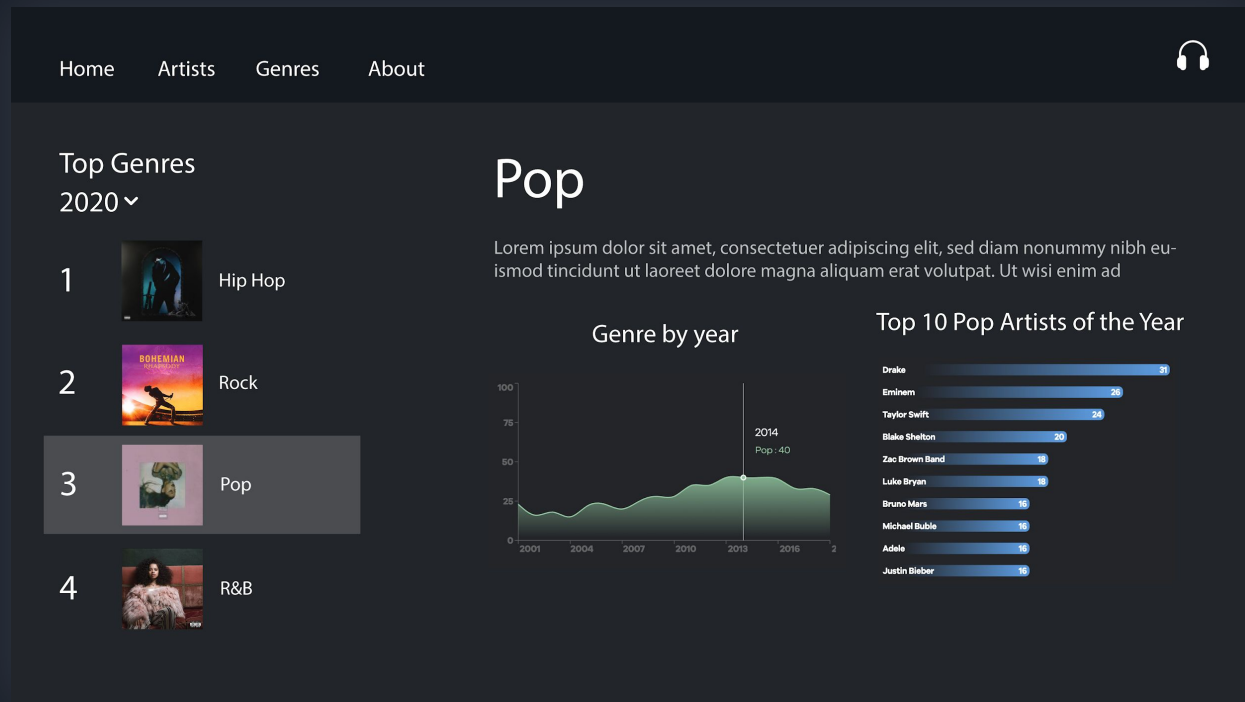 Home Artists Genres About
Top Genres
2020
1 Hip Hop
BOHEMIAN
RHAPSODY
2 Rock
3 Pop
4 R&B
Pop
Lorem ipsum dolor sit amet, consectetuer adipiscing elit, sed diam nonummy nibh eu-
ismod tincidunt ut laoreet dolore magna aliquam erat volutpat. Ut wisi enim ad
Genre by year
100
75
50
25
0
2014
Pop : 40
2001 2004 2007 2010 2013 2016 2
Top 10 Pop Artists of the Year
Drake 31
Eminem 26
Taylor Swift 24
Blake Shelton 20
Zac Brown Band 18
Luke Bryan 18
Bruno Mars 16
Michael Buble 16
Adele 16
Justin Bieber 16